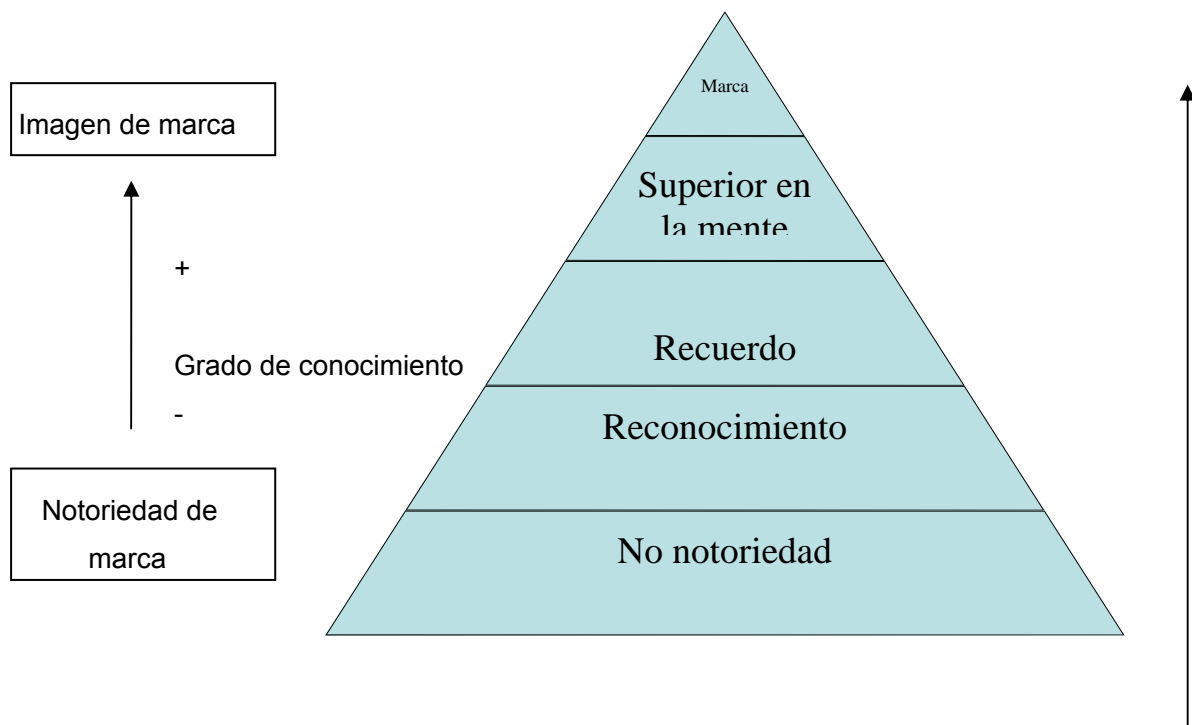 Imagen de marca
+
Grado de conocimiento
-
Notoriedad de
marca
Marca
Superior en
la mente
Recuerdo
Reconocimiento
No notoriedad